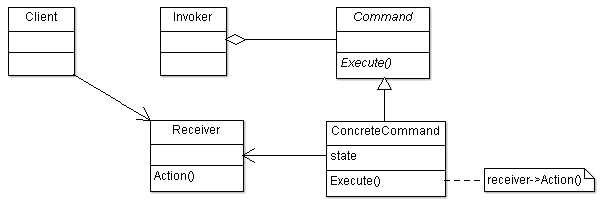 Client
Invoker
Command
Execute()
Receiver
Action()
ConcreteCommand
state
Execute()
receiver->Action()